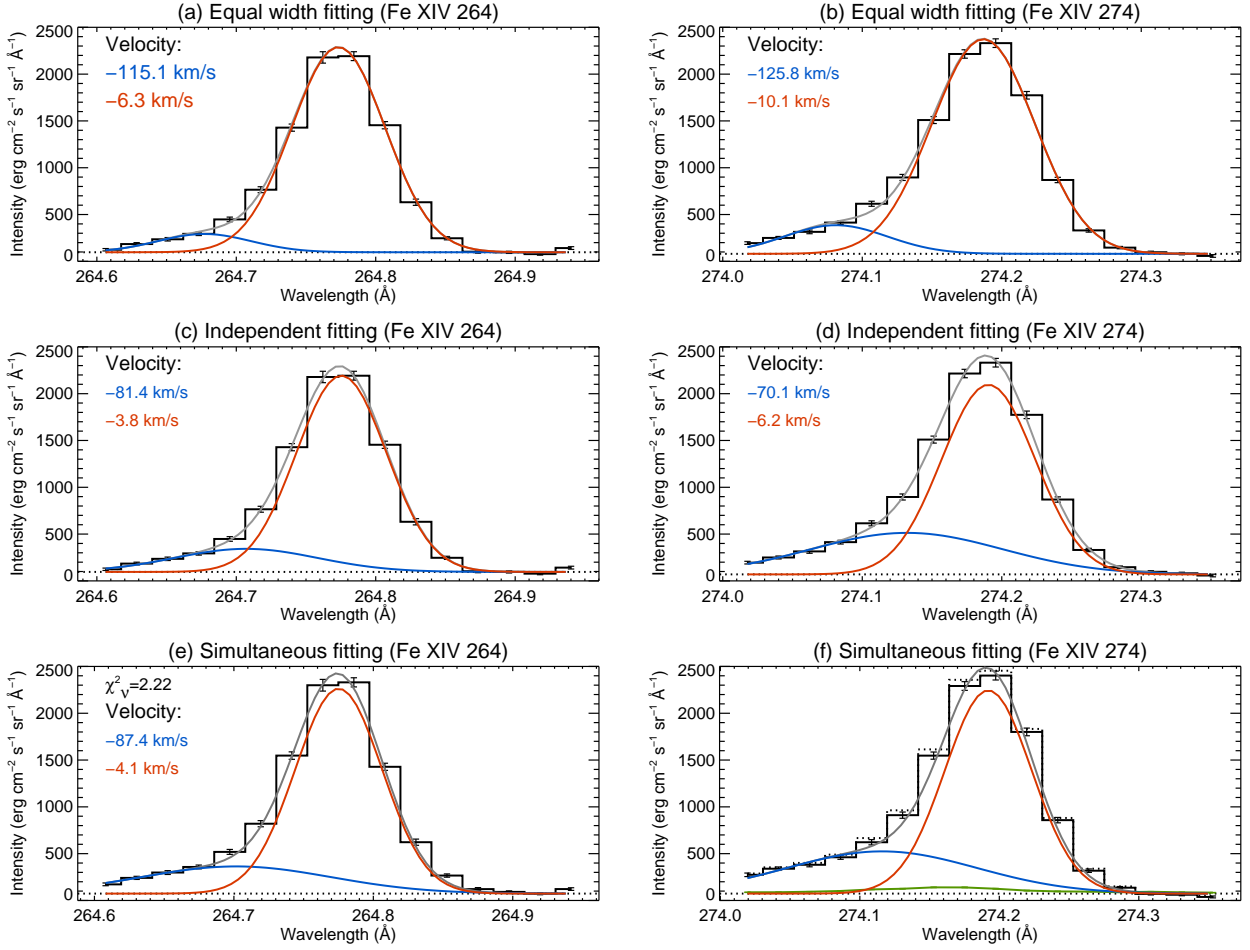 (a) Equal width fitting (Fe XIV 264)
Velocity:
−115.1 km/s
−6.3 km/s
Intensity (erg cm⁻² s⁻¹ sr⁻¹ Å⁻¹)
2500
2000
1500
1000
500
0
264.6 264.7 264.8 264.9
Wavelength (Å)
(b) Equal width fitting (Fe XIV 274)
Velocity:
−125.8 km/s
−10.1 km/s
Intensity (erg cm⁻² s⁻¹ sr⁻¹ Å⁻¹)
2500
2000
1500
1000
500
0
274.0 274.1 274.2 274.3
Wavelength (Å)
(c) Independent fitting (Fe XIV 264)
Velocity:
−81.4 km/s
−3.8 km/s
Intensity (erg cm⁻² s⁻¹ sr⁻¹ Å⁻¹)
2500
2000
1500
1000
500
0
264.6 264.7 264.8 264.9
Wavelength (Å)
(d) Independent fitting (Fe XIV 274)
Velocity:
−70.1 km/s
−6.2 km/s
Intensity (erg cm⁻² s⁻¹ sr⁻¹ Å⁻¹)
2500
2000
1500
1000
500
0
274.0 274.1 274.2 274.3
Wavelength (Å)
(e) Simultaneous fitting (Fe XIV 264)
χ²ᵥ=2.22
Velocity:
−87.4 km/s
−4.1 km/s
Intensity (erg cm⁻² s⁻¹ sr⁻¹ Å⁻¹)
2500
2000
1500
1000
500
0
264.6 264.7 264.8 264.9
Wavelength (Å)
(f) Simultaneous fitting (Fe XIV 274)
Intensity (erg cm⁻² s⁻¹ sr⁻¹ Å⁻¹)
2500
2000
1500
1000
500
0
274.0 274.1 274.2 274.3
Wavelength (Å)